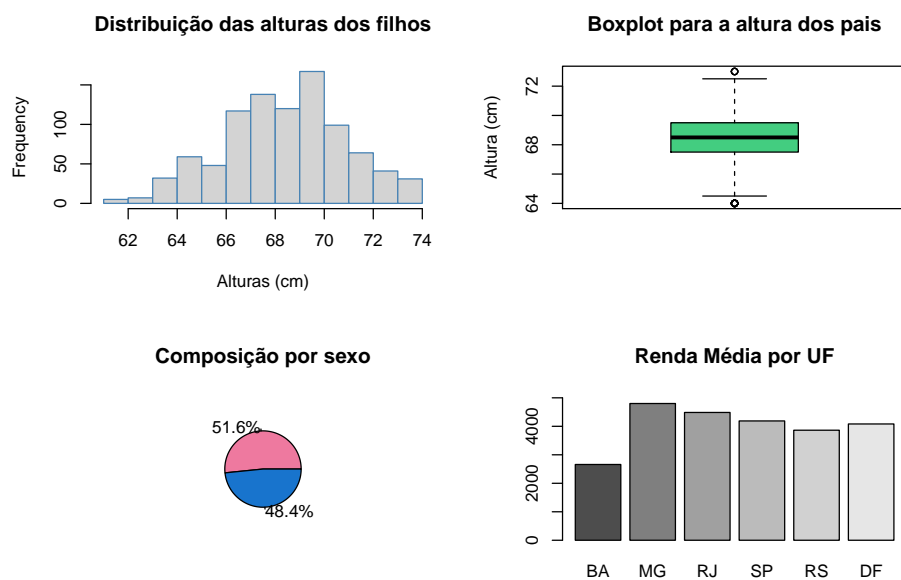 Distribuição das alturas dos filhos
Frequency
0 50 100
62 64 66 68 70 72 74
Alturas (cm)
Boxplot para a altura dos pais
Altura (cm)
64 68 72
Composição por sexo
51.6%
48.4%
Renda Média por UF
0 2000 4000
BA MG RJ SP RS DF